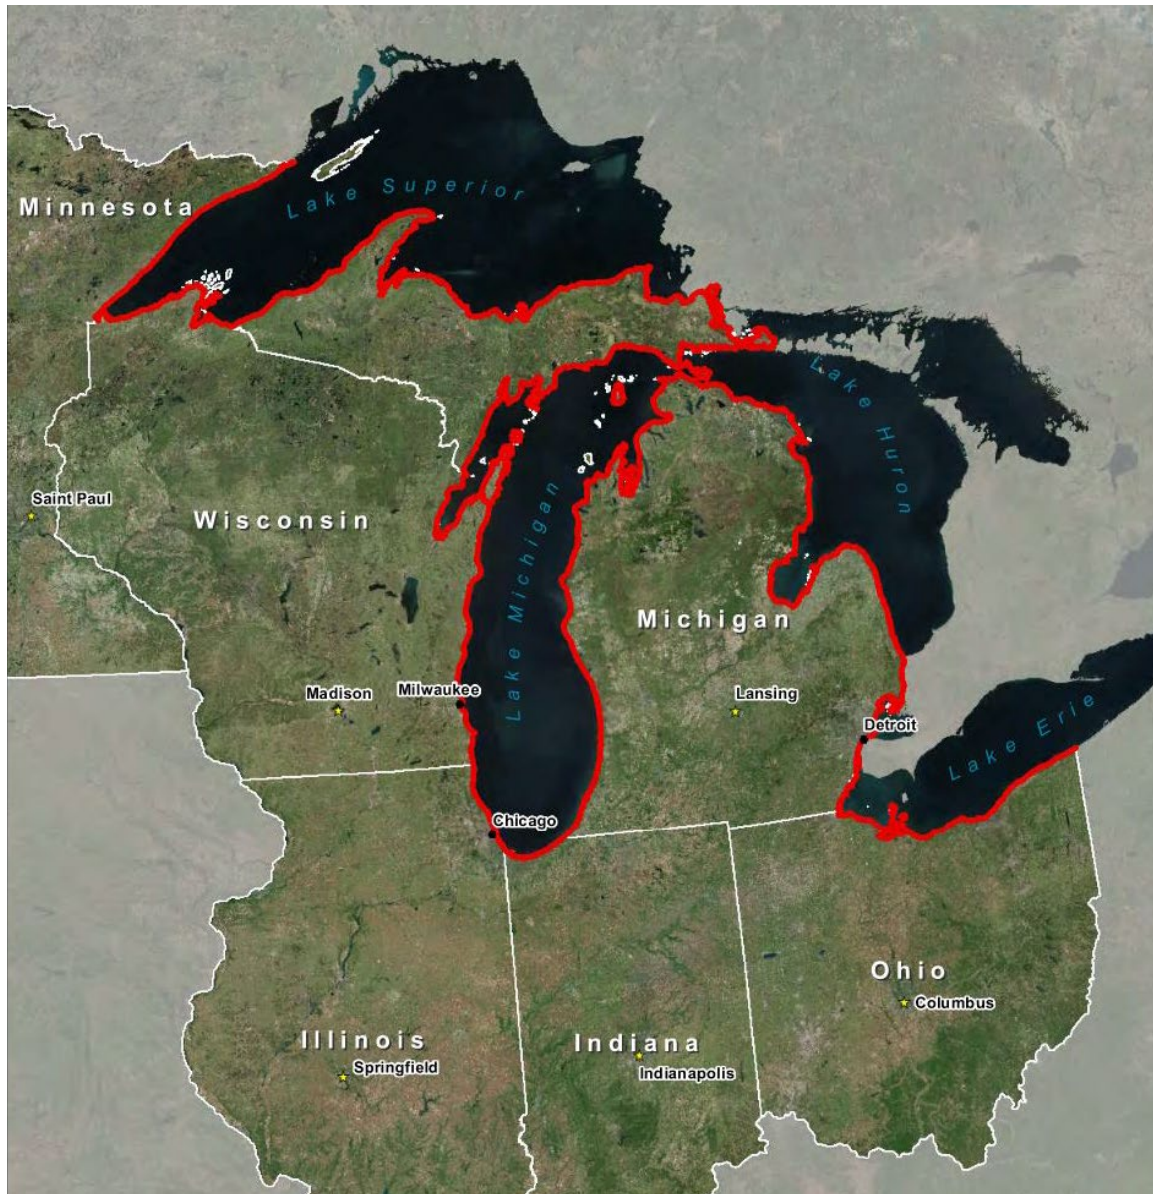 Lake Superior
Minnesota
Lake Huron
Saint Paul
Wisconsin
Lake Michigan
Michigan
Madison
Milwaukee
Lansing
Detroit
Lake Erie
Chicago
Ohio
Columbus
Illinois
Springfield
Indiana
Indianapolis